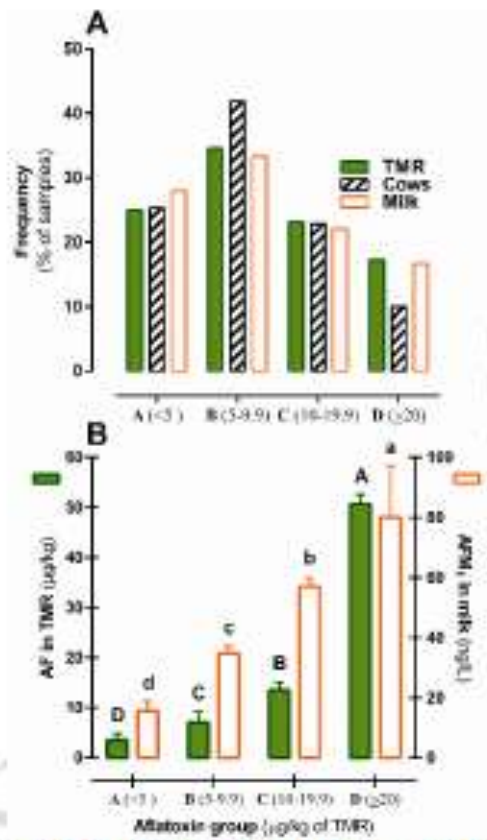 A
50
40
30
20
10
0
Frequency
(% of samples)
TMR
Cows
Milk
A (<5 ) B (5-9.9) C (10-19.9) D (≥20)
B
60
50
40
30
20
10
0
AF in TMR (µg/kg)
100
80
60
40
20
0
AFM1 in milk (ng/L)
D d C c B b A a
A (<5 ) B (5-9.9) C (10-19.9) D (≥20)
Aflatoxin group (µg/kg of TMR)